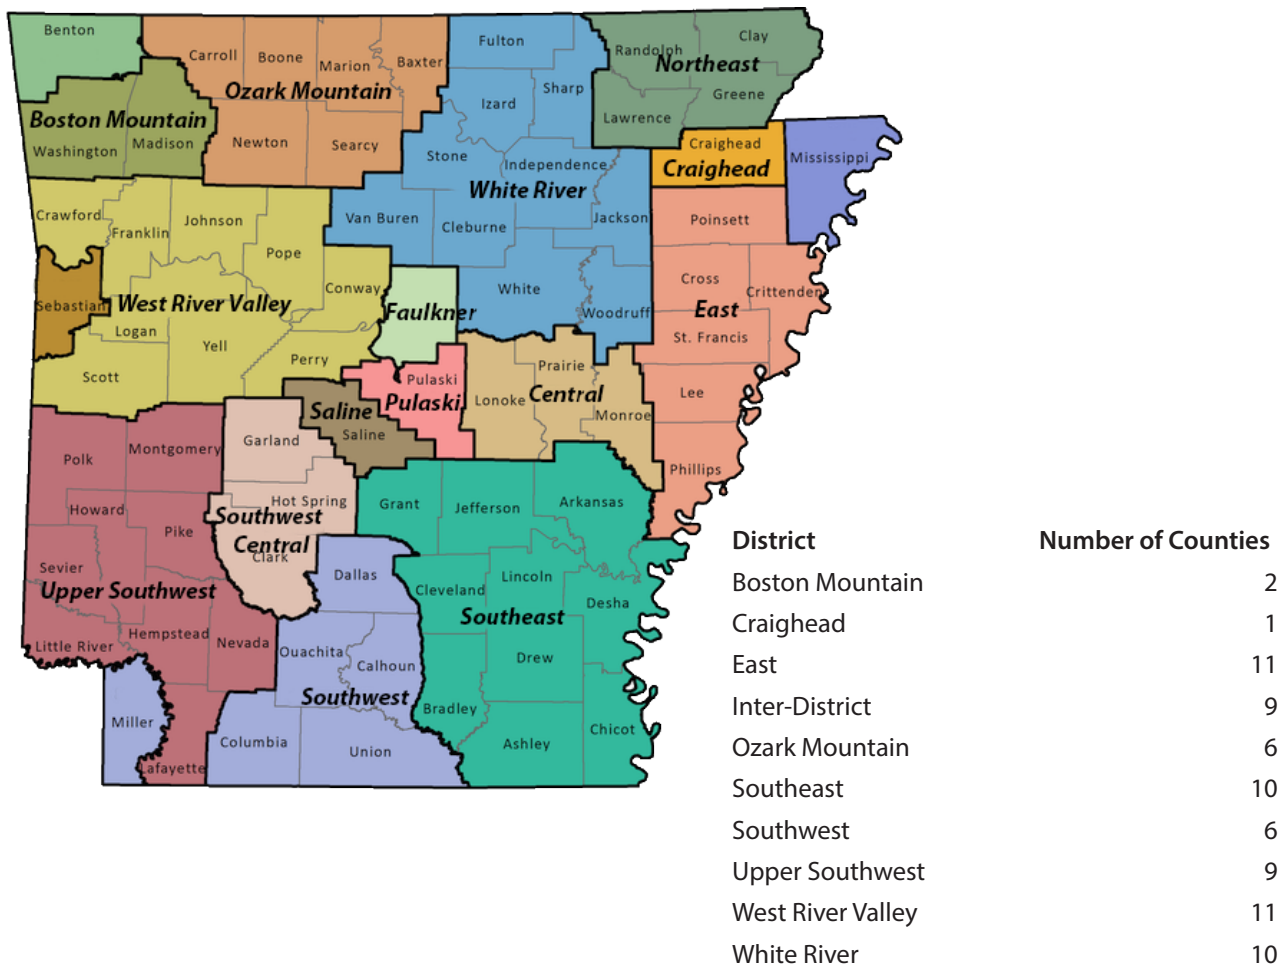 Benton
Carroll
Boone
Marion
Baxter
Ozark Mountain
Newton
Searcy
Boston Mountain
Washington
Madison
Fulton
Sharp
Izard
Stone
Independence
White River
Van Buren
Cleburne
Jackson
White
Woodruff
Randolph
Clay
Northeast
Greene
Lawrence
Craighead
Craighead
Mississippi
Poinsett
Cross
Crittenden
East
St. Francis
Lee
Phillips
Crawford
Franklin
Johnson
Pope
Conway
West River Valley
Logan
Yell
Perry
Scott
Sebastian
Faulkner
Pulaski
Pulaski
Saline
Saline
Prairie
Central
Lonoke
Monroe
Garland
Hot Spring
Southwest
Central
Clark
Polk
Montgomery
Howard
Pike
Sevier
Upper Southwest
Hempstead
Nevada
Little River
Lafayette
Miller
Dallas
Ouachita
Calhoun
Southwest
Columbia
Union
Grant
Jefferson
Arkansas
Cleveland
Lincoln
Desha
Southeast
Drew
Bradley
Ashley
Chicot
District Number of Counties
Boston Mountain 2
Craighead 1
East 11
Inter-District 9
Ozark Mountain 6
Southeast 10
Southwest 6
Upper Southwest 9
West River Valley 11
White River 10